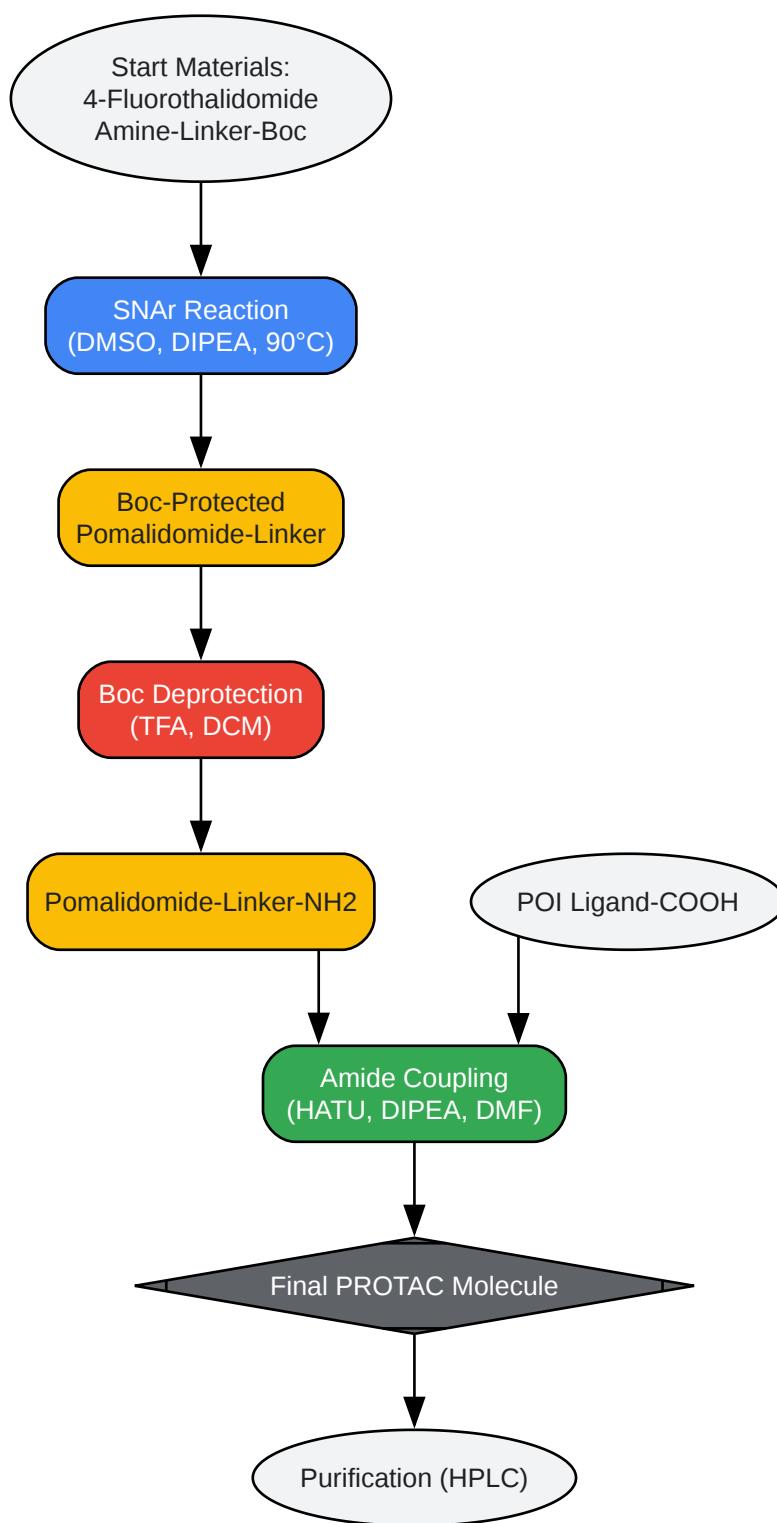 Start Materials:
4-Fluorothalidomide
Amine-Linker-Boc
SNAr Reaction
(DMSO, DIPEA, 90°C)
Boc-Protected
Pomalidomide-Linker
Boc Deprotection
(TFA, DCM)
Pomalidomide-Linker-NH2
POI Ligand-COOH
Amide Coupling
(HATU, DIPEA, DMF)
Final PROTAC Molecule
Purification (HPLC)